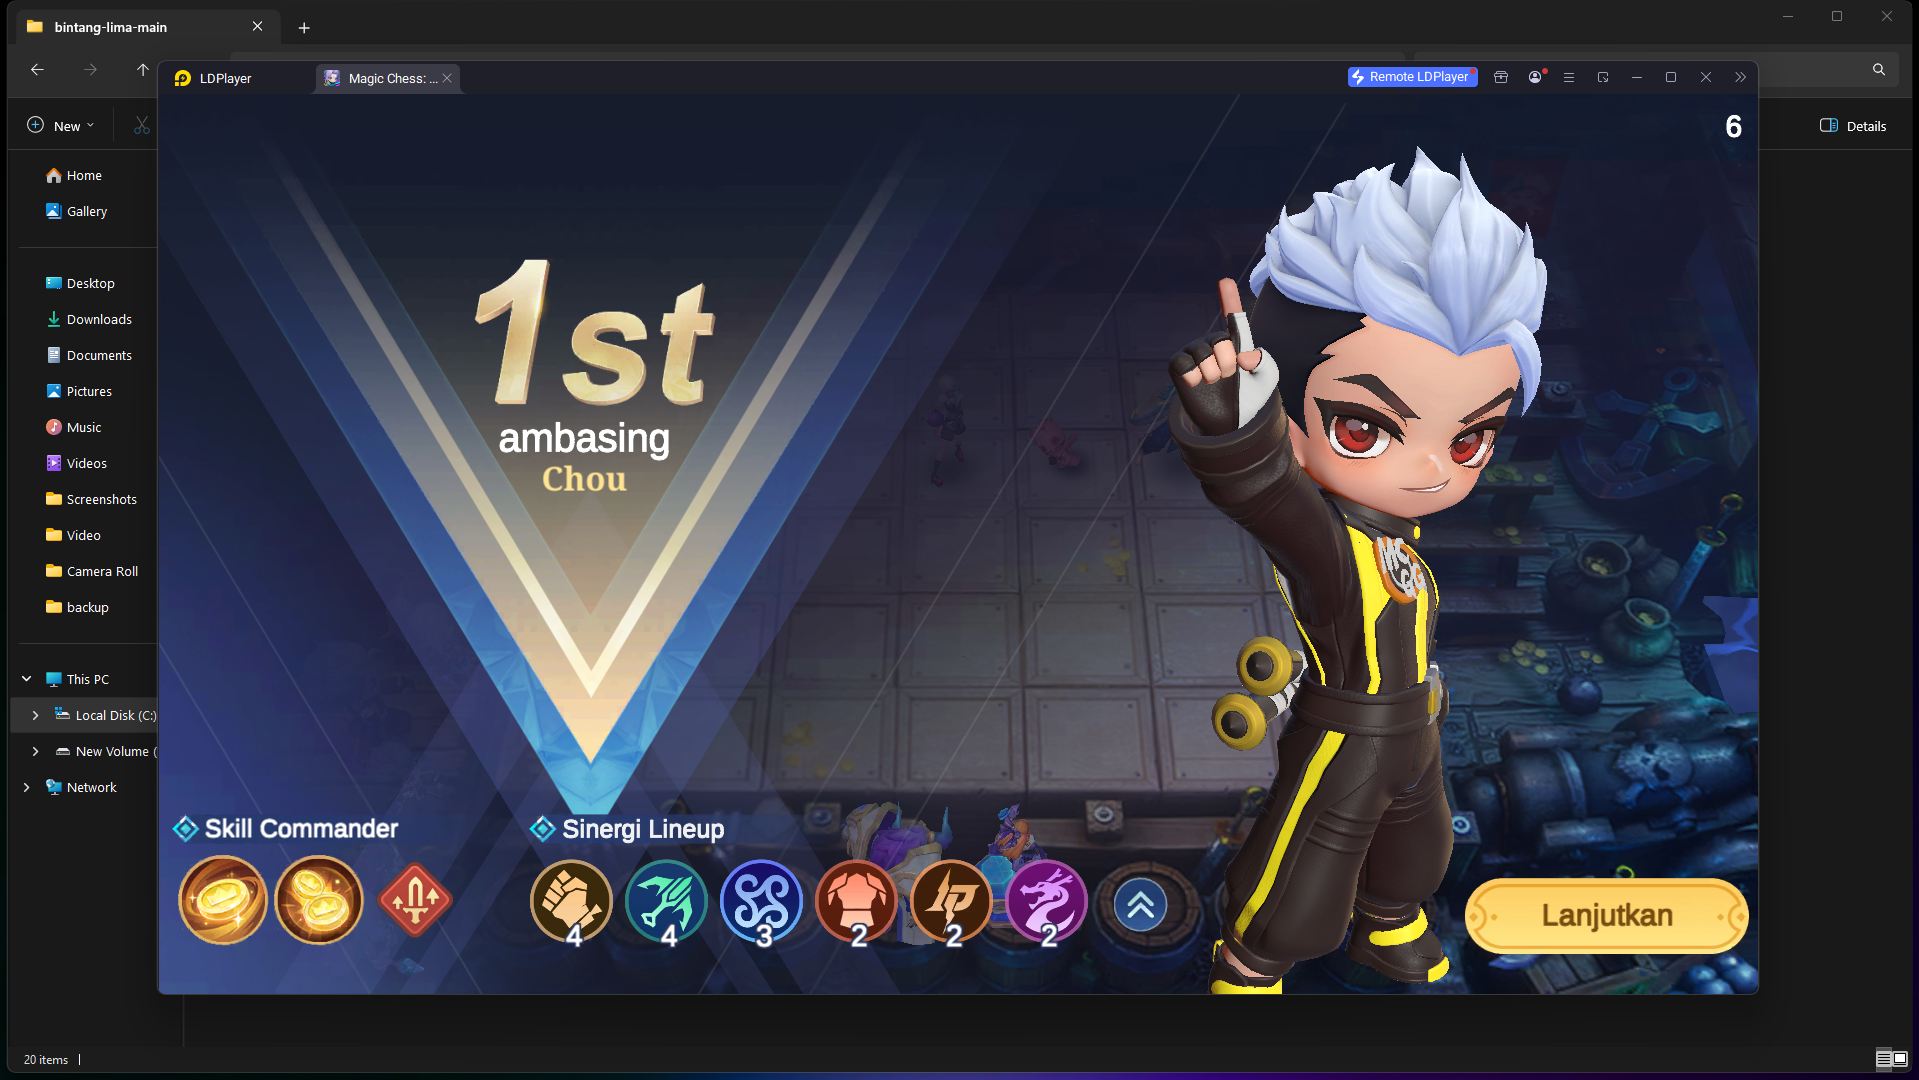 bintang-lima-main
LDPlayer
Magic Chess: ...
Remote LDPlayer
New
Details
6
Home
Gallery
Desktop
Downloads
Documents
Pictures
Music
Videos
Screenshots
Video
Camera Roll
backup
This PC
Local Disk (C:)
New Volume (
Network
1st
ambasing
Chou
MC
GG
Skill Commander
Sinergi Lineup
4
4
3
2
2
2
Lanjutkan
20 items